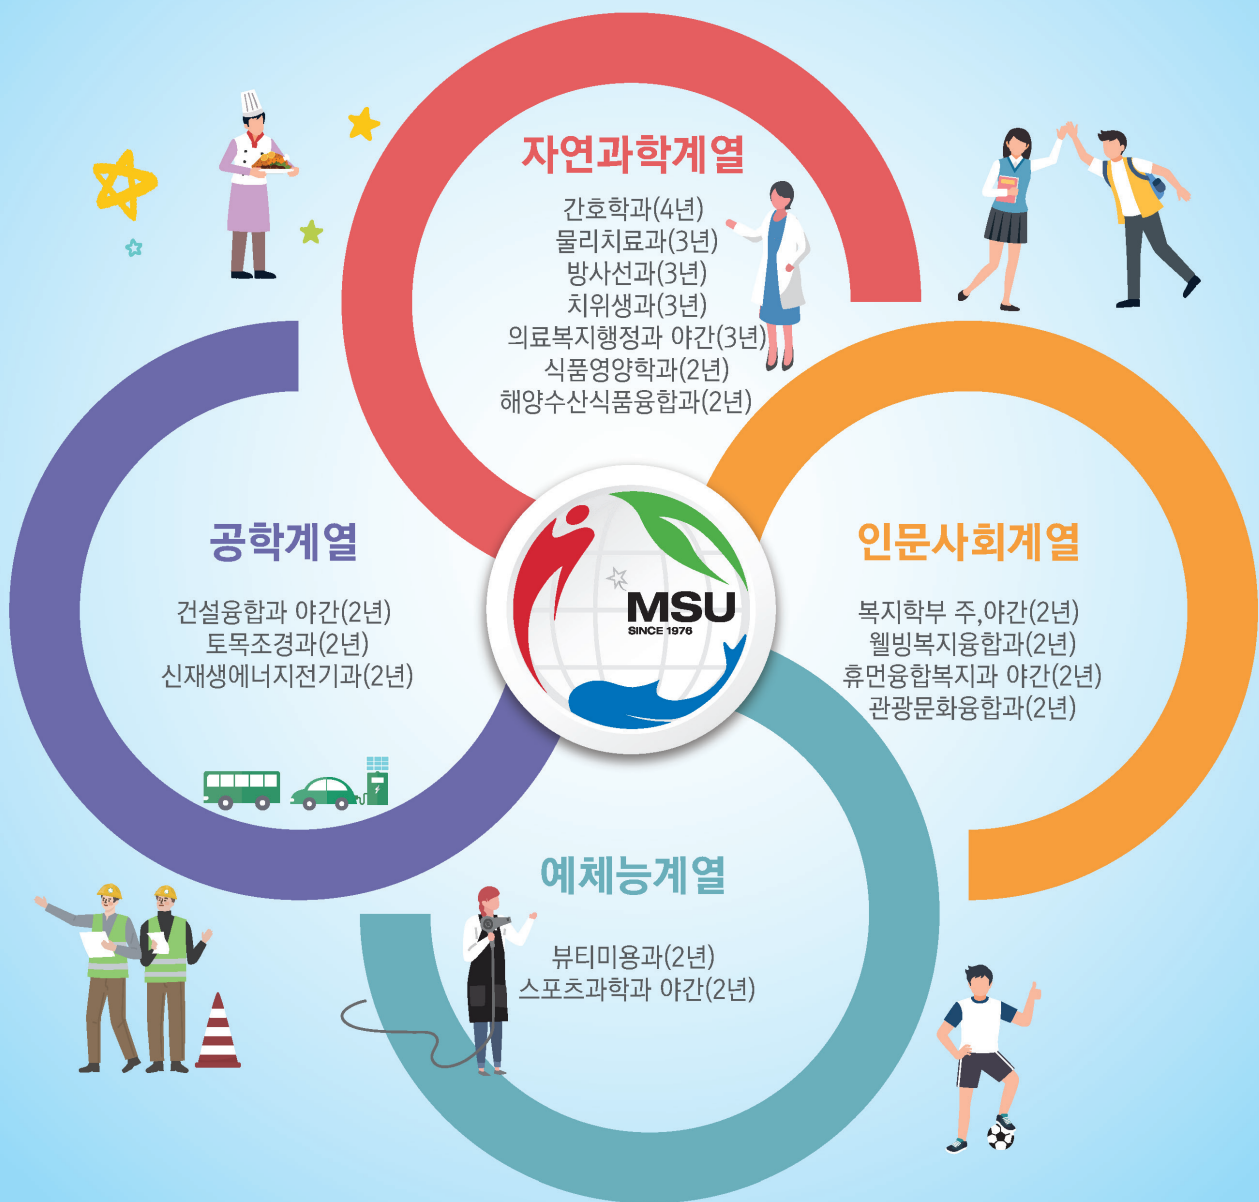 자연과학계열
간호학과(4년)
물리치료과(3년)
방사선과(3년)
치위생과(3년)
의료복지행정과 야간(3년)
식품영양학과(2년)
해양수산식품융합과(2년)
공학계열
건설융합과 야간(2년)
토목조경과(2년)
신재생에너지전기과(2년)
MSU
SINCE 1976
인문사회계열
복지학부 주,야간(2년)
웰빙복지융합과(2년)
휴먼융합복지과 야간(2년)
관광문화융합과(2년)
예체능계열
뷰티미용과(2년)
스포츠과학과 야간(2년)